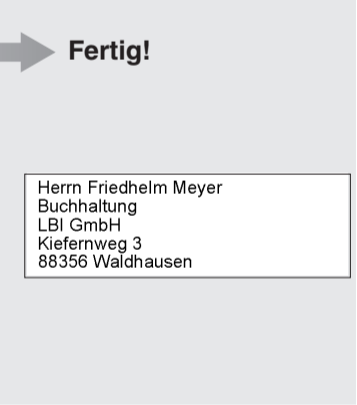 Fertig!
Herrn Friedhelm Meyer
Buchhaltung
LBI GmbH
Kiefernweg 3
88356 Waldhausen